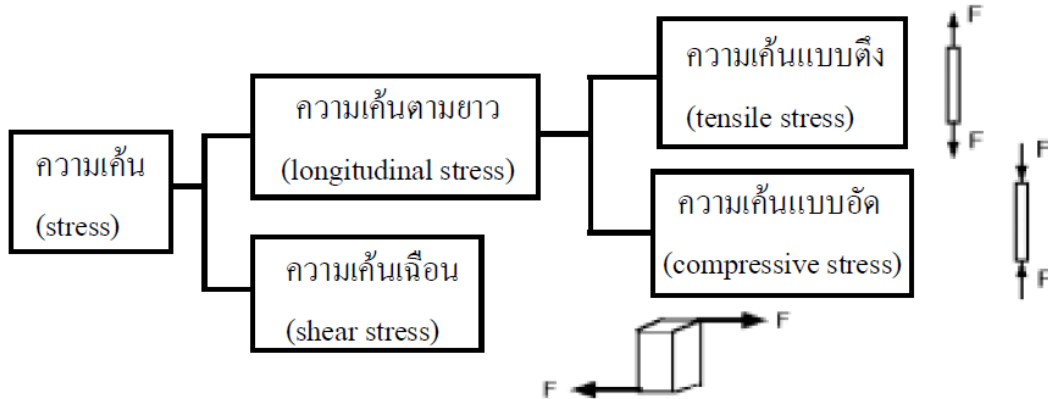 ความเค้น
(stress)
ความเค้นตามยาว
(longitudinal stress)
ความเค้นเฉือน
(shear stress)
ความเค้นแบบตึง
(tensile stress)
ความเค้นแบบอัด
(compressive stress)
F
F
F
F
F
F